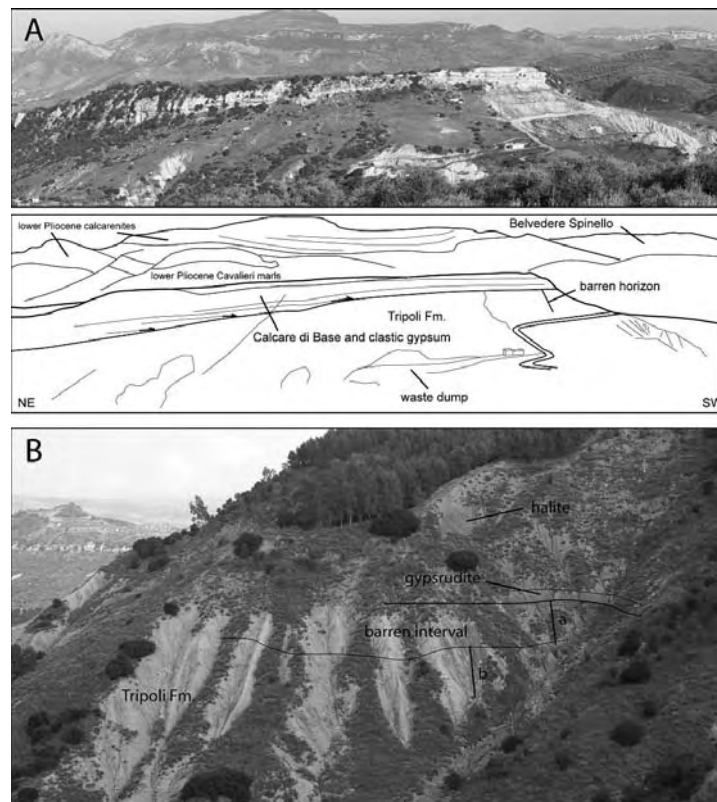 A
lower Pliocene calcarenites
Belvedere Spinello
lower Pliocene Cavalieri marls
barren horizon
Tripoli Fm.
Calcare di Base and clastic gypsum
waste dump
NE
SW
B
halite
gypsrudite
a
barren interval
b
Tripoli Fm.